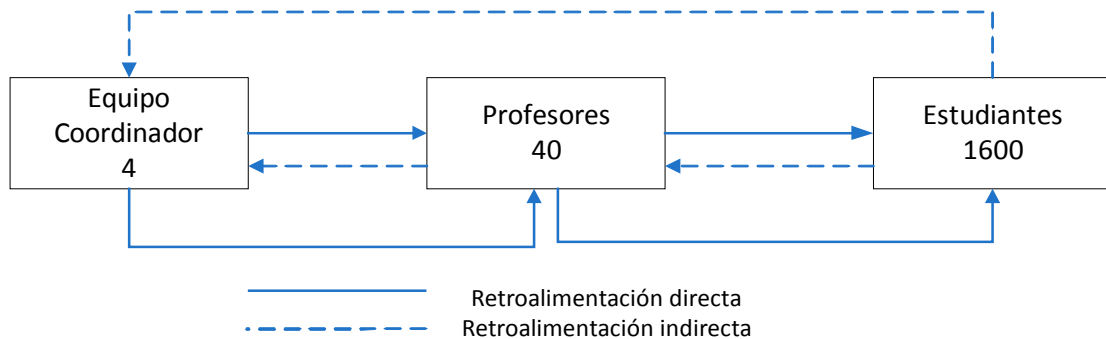 Equipo
Coordinador
4
Profesores
40
Estudiantes
1600
Retroalimentación directa
Retroalimentación indirecta